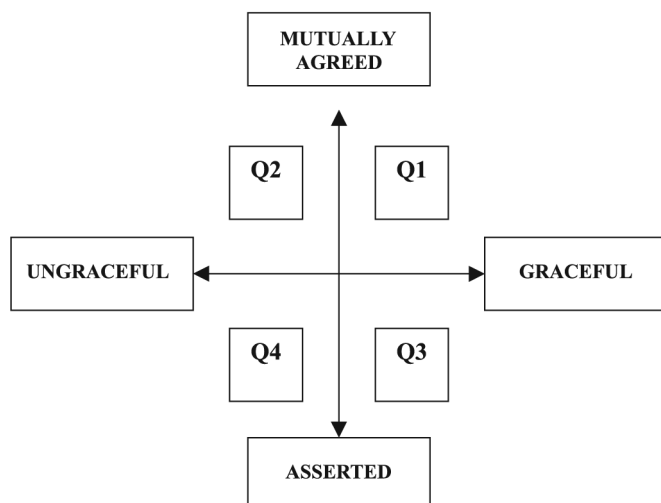 MUTUALLY
AGREED
Q2
Q1
UNGRACEFUL
GRACEFUL
Q4
Q3
ASSERTED